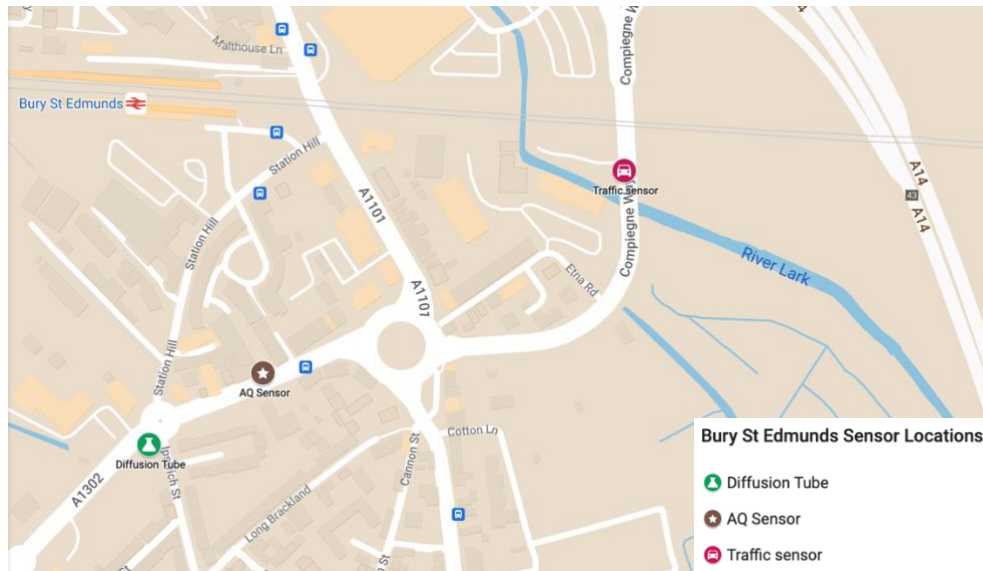 Malthouse Ln
Bury St Edmunds
Station Hill
A1101
Compiegne Way
A14
A14
43
A14
Traffic sensor
Compiegne Way
River Lark
Etna Rd
A1101
Station Hill
Station Hill
AQ Sensor
Diffusion Tube
Ipswich St
A1302
Cotton Ln
Cannon St
Long Brackland
Bury St Edmunds Sensor Locations
Diffusion Tube
AQ Sensor
Traffic sensor